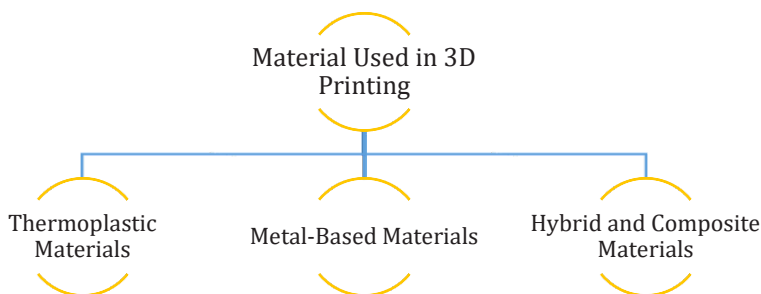 Material Used in 3D
Printing
Thermoplastic
Materials
Metal-Based Materials
Hybrid and Composite
Materials